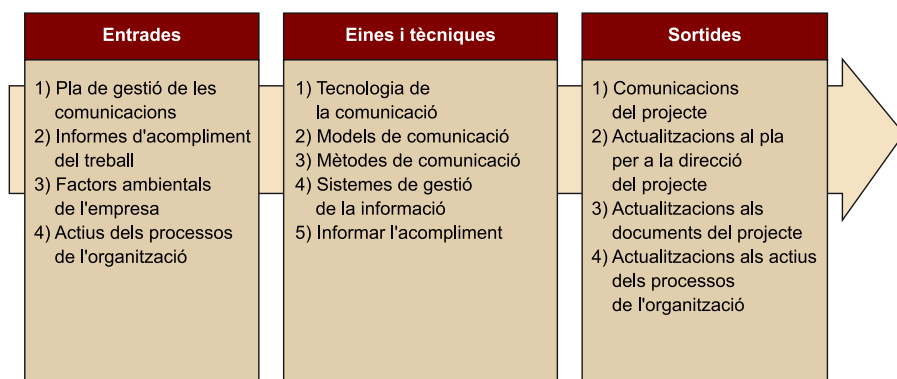 Entrades
1) Pla de gestió de les
comunicacions
2) Informes d'acompliment
del treball
3) Factors ambientals
de l'empresa
4) Actius dels processos
de l'organització
Eines i tècniques
1) Tecnologia de
la comunicació
2) Models de comunicació
3) Mètodes de comunicació
4) Sistemes de gestió
de la informació
5) Informar l'acompliment
Sortides
1) Comunicacions
del projecte
2) Actualitzacions al pla
per a la direcció
del projecte
3) Actualitzacions als
documents del projecte
4) Actualitzacions als actius
dels processos
de l'organització